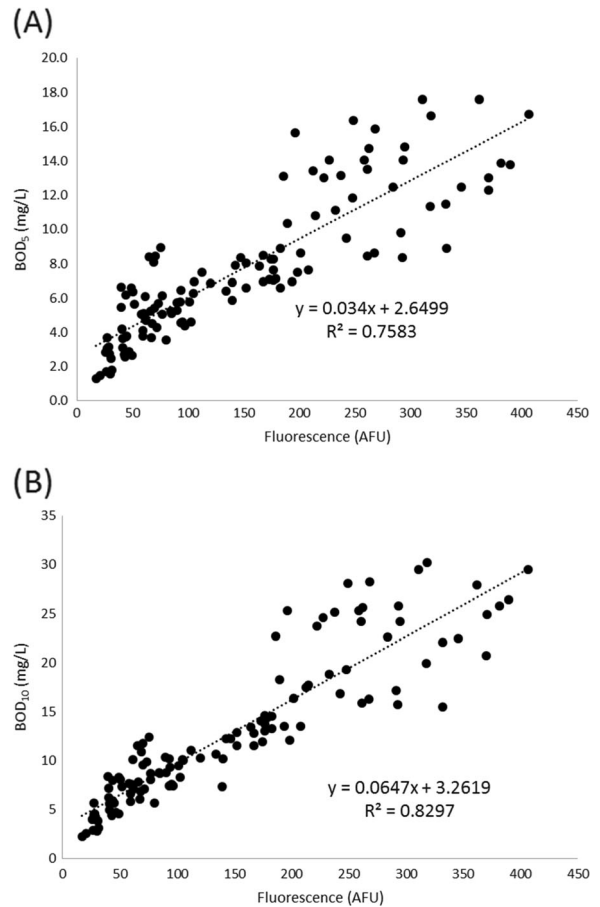 (A)
20.0
18.0
16.0
14.0
12.0
10.0
8.0
6.0
4.0
2.0
0.0
BOD₅ (mg/L)
y = 0.034x + 2.6499
R² = 0.7583
0 50 100 150 200 250 300 350 400 450
Fluorescence (AFU)
(B)
35
30
25
20
15
10
5
0
BOD₁₀ (mg/L)
y = 0.0647x + 3.2619
R² = 0.8297
0 50 100 150 200 250 300 350 400 450
Fluorescence (AFU)